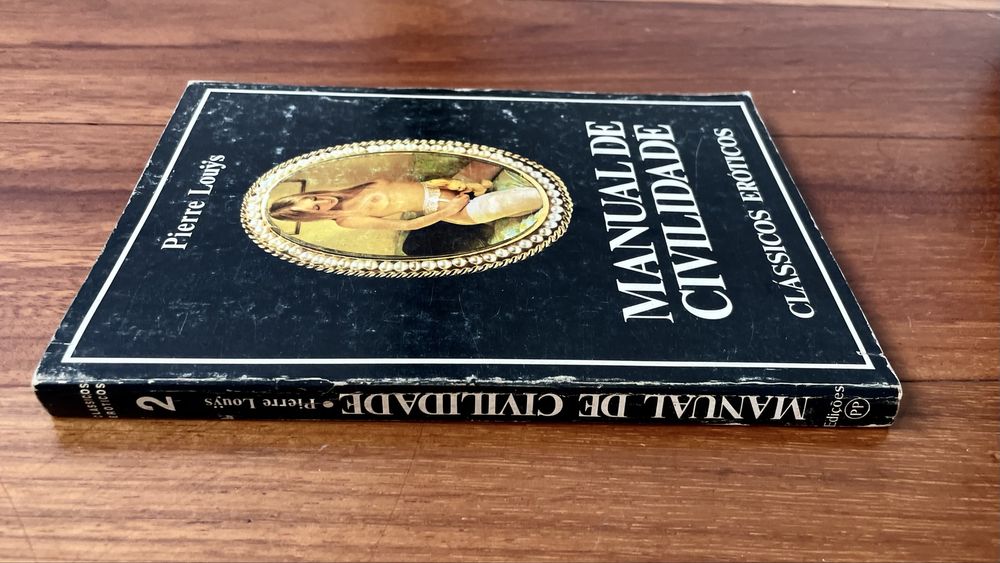 Pierre Louÿs
MANUAL DE
CIVILIDADE
CLÁSSICOS ERÓTICOS
CLÁSSICOS
ERÓTICOS
2
Pierre Louÿs • MANUAL DE CIVILIDADE
Edições
PP